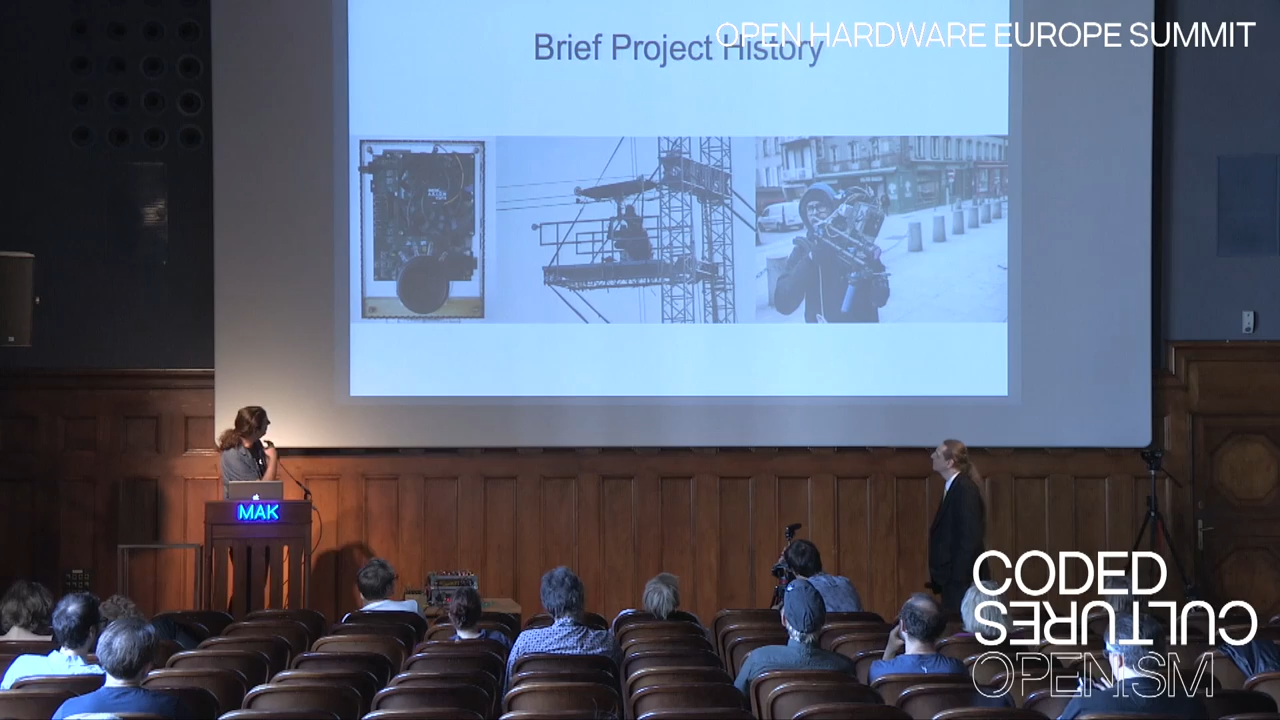 OPEN HARDWARE EUROPE SUMMIT
Brief Project History
MAK
CODED
CULTURES
OPENISM